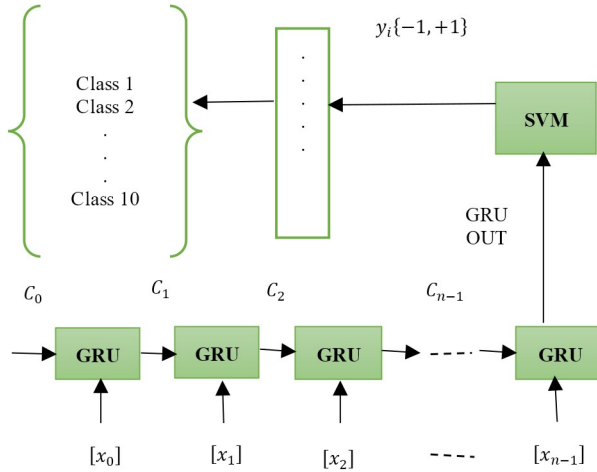 y_i{−1, +1}
Class 1
Class 2
.
.
.
Class 10
.
.
.
.
.
SVM
GRU
OUT
C_0 C_1 C_2 C_{n−1}
GRU GRU GRU GRU
[x_0] [x_1] [x_2] [x_{n−1}]